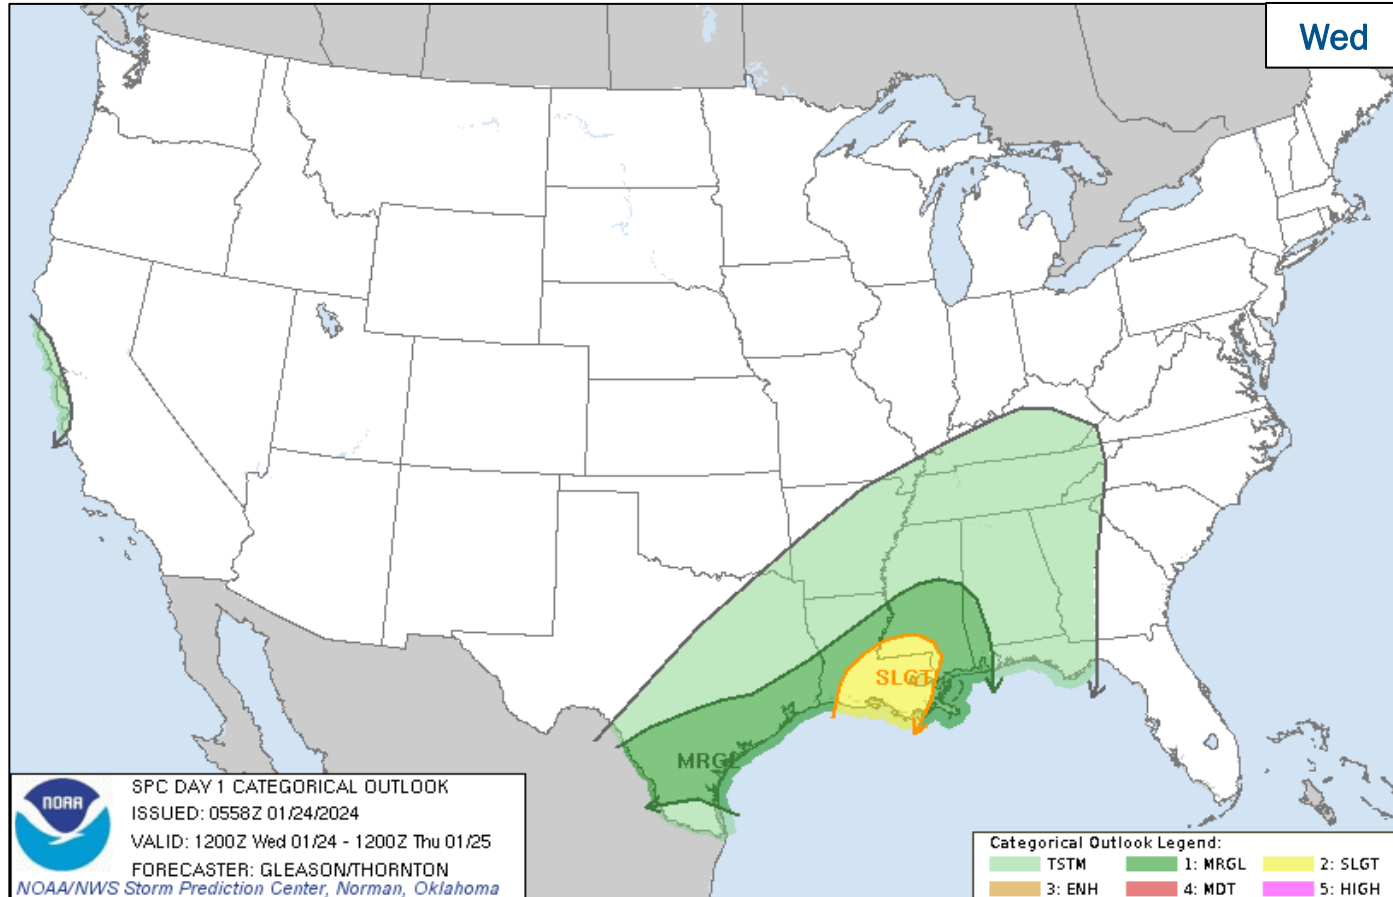 Wed
SLGT
MRGL
NOAA
SPC DAY 1 CATEGORICAL OUTLOOK
ISSUED: 0558Z 01/24/2024
VALID: 1200Z Wed 01/24 - 1200Z Thu 01/25
FORECASTER: GLEASON/THORNTON
NOAA/NWS Storm Prediction Center, Norman, Oklahoma
Categorical Outlook Legend:
TSTM 1: MRGL 2: SLGT
3: ENH 4: MDT 5: HIGH